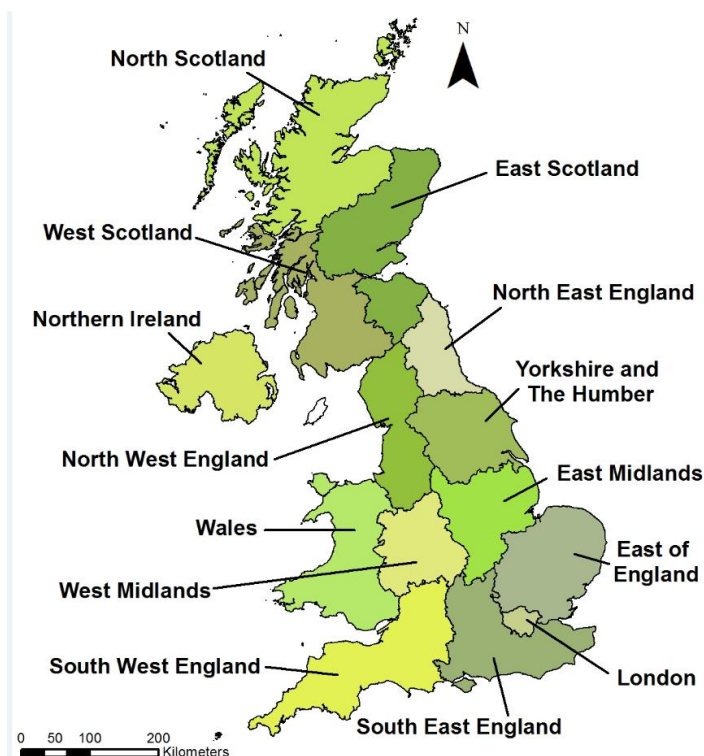 N
North Scotland
East Scotland
West Scotland
North East England
Northern Ireland
Yorkshire and
The Humber
North West England
East Midlands
Wales
East of
England
West Midlands
South West England
London
South East England
0 50 100 200
Kilometers